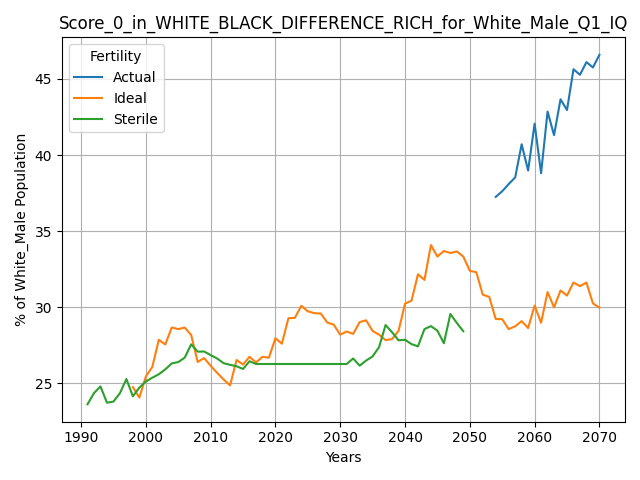 Score_0_in_WHITE_BLACK_DIFFERENCE_RICH_for_White_Male_Q1_IQ
Fertility
Actual
Ideal
Sterile
% of White_Male Population
45
40
35
30
25
1990 2000 2010 2020 2030 2040 2050 2060 2070
Years